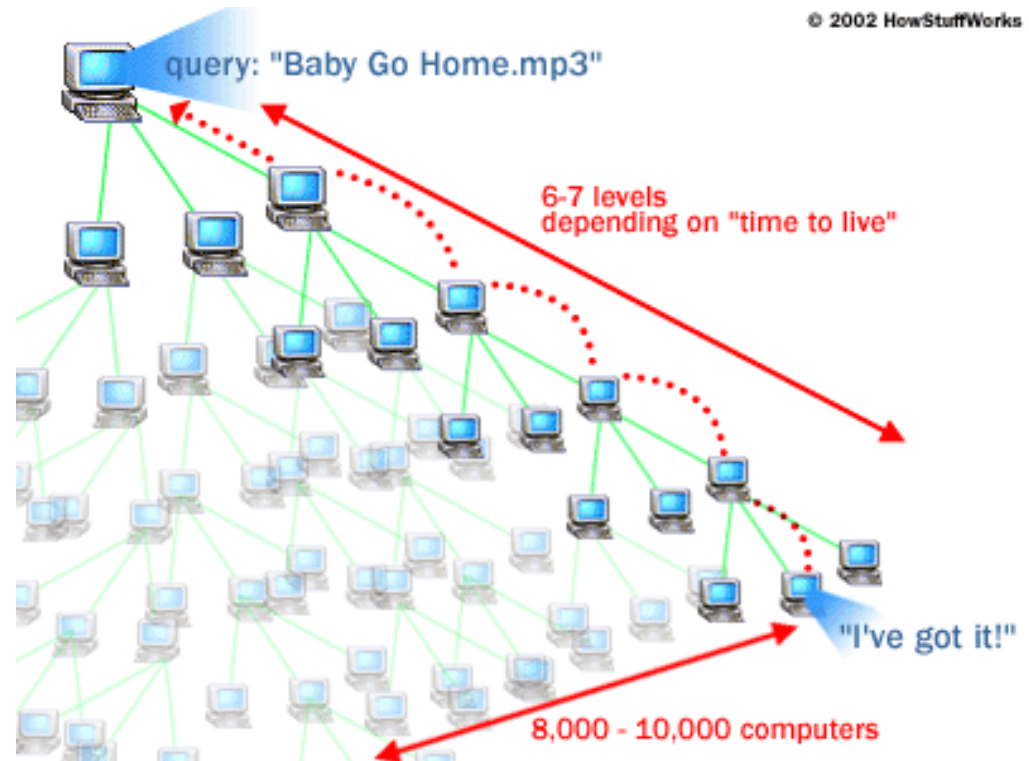 © 2002 HowStuffWorks
query: "Baby Go Home.mp3"
6-7 levels
depending on "time to live"
"I've got it!"
8,000 - 10,000 computers